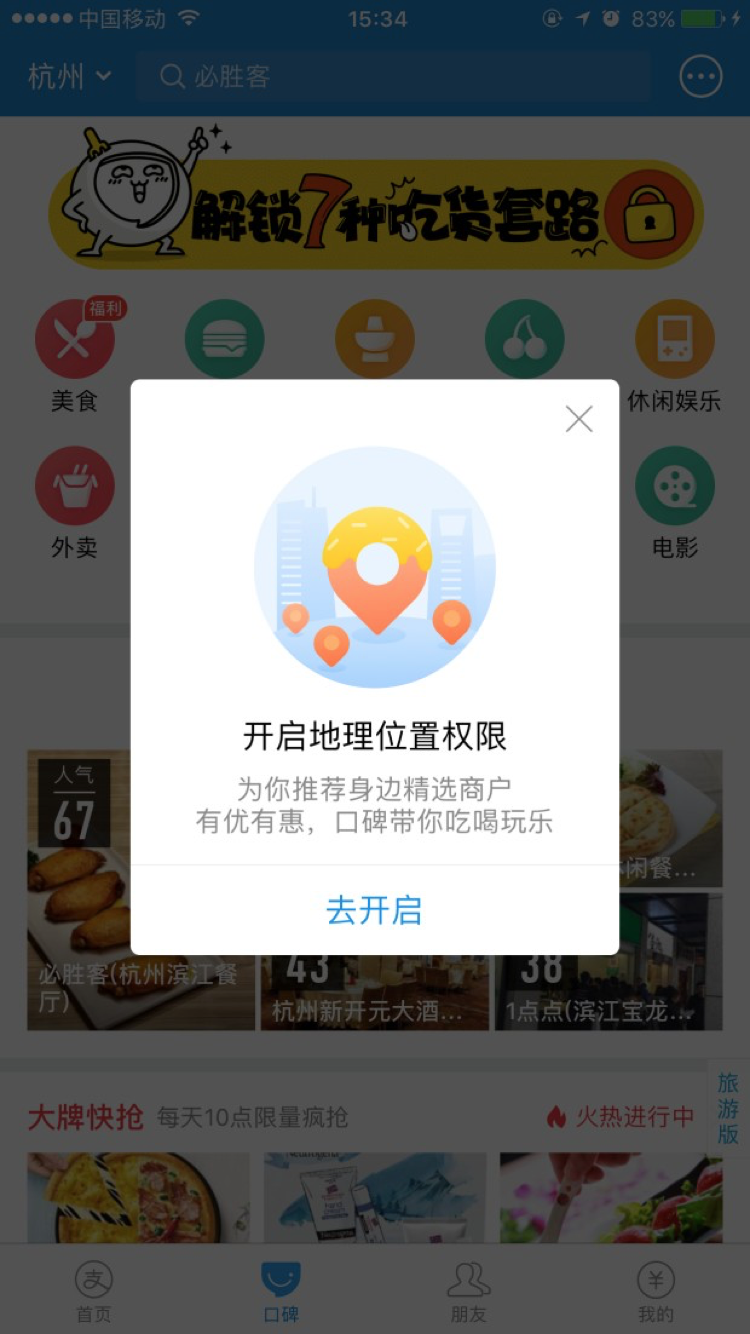 中国移动
15:34
83%
杭州
必胜客
解锁7种吃货套路
福利
美食
休闲娱乐
外卖
电影
开启地理位置权限
为你推荐身边精选商户
有优有惠，口碑带你吃喝玩乐
去开启
人气
67
必胜客(杭州滨江餐
厅)
43
杭州新开元大酒...
休闲餐...
38
1点点(滨江宝龙...
大牌快抢
每天10点限量疯抢
火热进行中
旅
游
版
支
首页
口碑
朋友
¥
我的